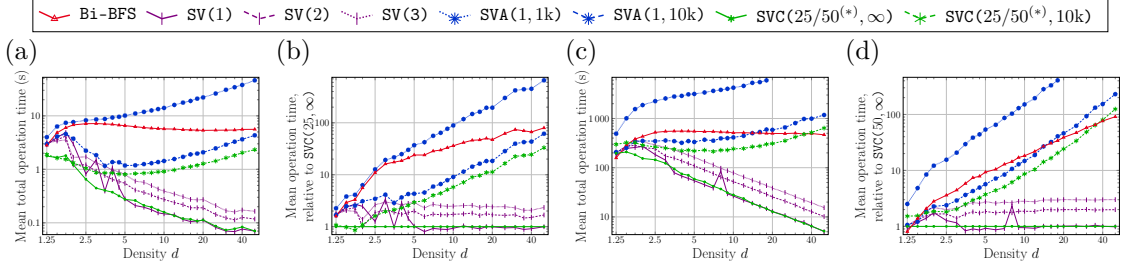 Bi-BFS SV(1) SV(2) SV(3) SVA(1, 1k) SVA(1, 10k) SVC(25/50(*), ∞) SVC(25/50(*), 10k)
(a)
Mean total operation time (s)
10
1
0.1
1.25 2.5 5 10 20 40
Density d
(b)
Mean operation time,
relative to SVC(25, ∞)
100
10
1
1.25 2.5 5 10 20 40
Density d
(c)
Mean total operation time (s)
1 000
100
10
1.25 2.5 5 10 20 40
Density d
(d)
Mean operation time,
relative to SVC(50, ∞)
100
10
1
1.25 2.5 5 10 20 40
Density d